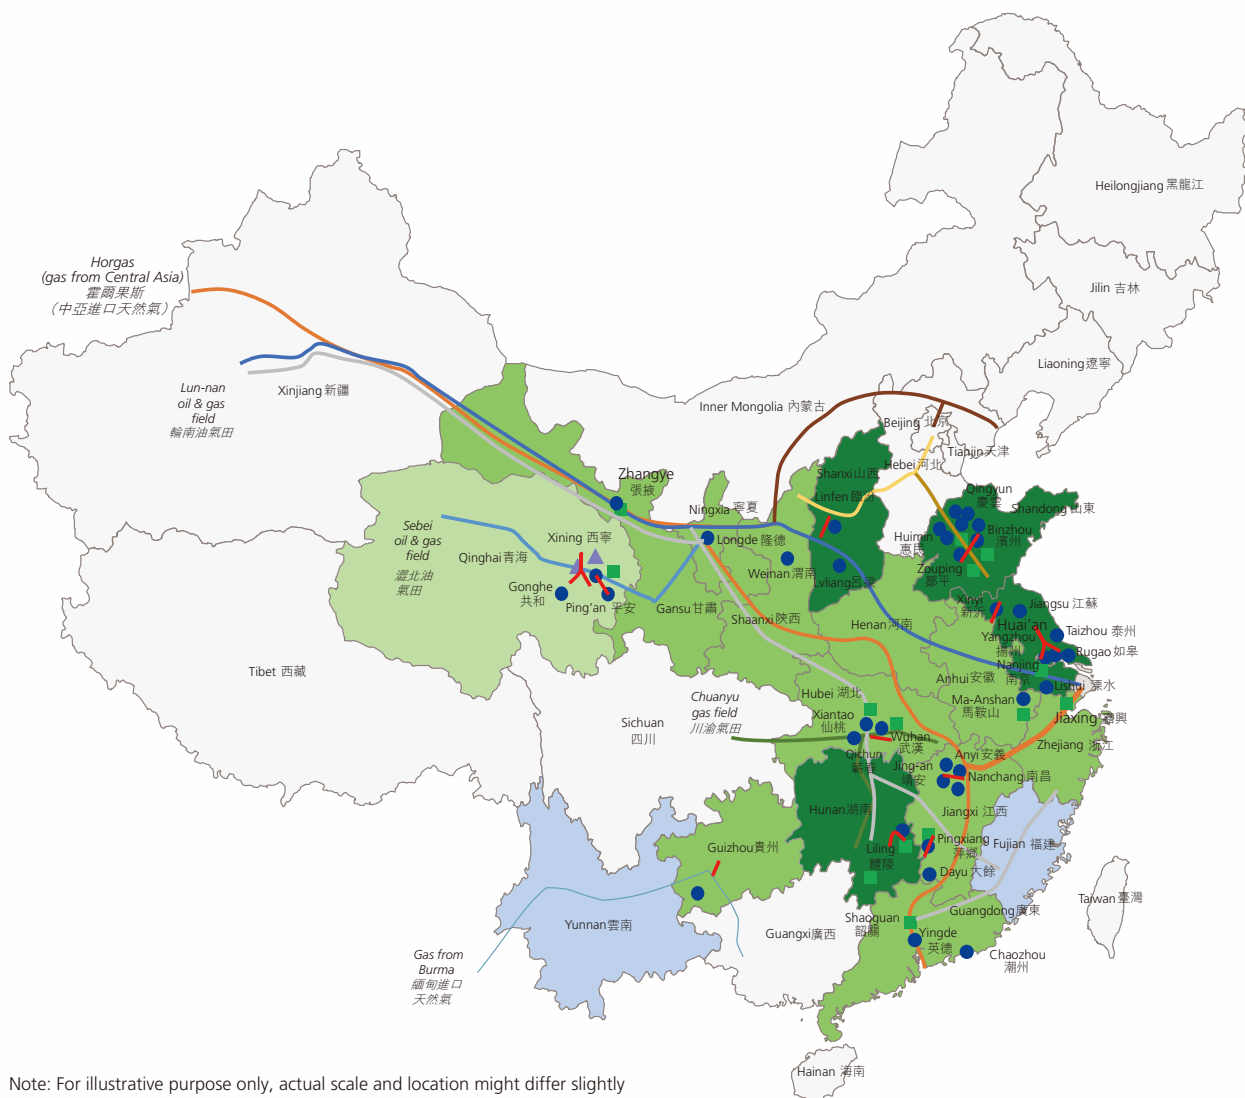 Heilongjiang 黑龍江
Horgas
(gas from Central Asia)
霍爾果斯
（中亞進口天然氣）
Jilin 吉林
Liaoning 遼寧
Lun-nan
oil & gas
field
輪南油氣田
Xinjiang 新疆
Inner Mongolia 內蒙古
Beijing 北京
Tianjin 天津
Hebei 河北
Shanxi 山西
Zhangye
張掖
Linfen 臨汾
Qingyun
慶雲
Shandong 山東
Ningxia 寧夏
Sebei
oil & gas
field
澀北油
氣田
Xining 西寧
Qinghai 青海
Longde 隆德
Huimin
惠民
Binzhou
濱州
Weinan 渭南
Zouping
鄒平
Lvliang 呂梁
Gonghe
共和
Ping'an 平安
Gansu 甘肅
Shaanxi 陝西
Henan 河南
Xinyi
新沂
Jiangsu 江蘇
Huai'an
Yangzhou
揚州
Taizhou 泰州
Rugao 如皋
Nanjing
南京
Tibet 西藏
Anhui 安徽
Lishui 溧水
Chuanyu
gas field
川渝氣田
Hubei 湖北
Ma-Anshan
馬鞍山
Sichuan
四川
Xiantao
仙桃
Jiaxing 嘉興
Wuhan
武漢
Zhejiang 浙江
Qichun
蘄春
Jing-an
靖安
Anyi 安義
Nanchang 南昌
Hunan 湖南
Jiangxi 江西
Guizhou 貴州
Liling
醴陵
Pingxiang
萍鄉
Fujian 福建
Dayu 大餘
Taiwan 臺灣
Yunnan 雲南
Guangxi 廣西
Shaoguan
韶關
Guangdong 廣東
Yingde
英德
Chaozhou
潮州
Gas from
Burma
緬甸進口
天然氣
Hainan 海南
Note: For illustrative purpose only, actual scale and location might differ slightly